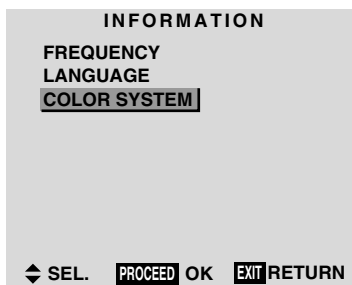 INFORMATION
FREQUENCY
LANGUAGE
COLOR SYSTEM
SEL. PROCEED OK EXIT RETURN